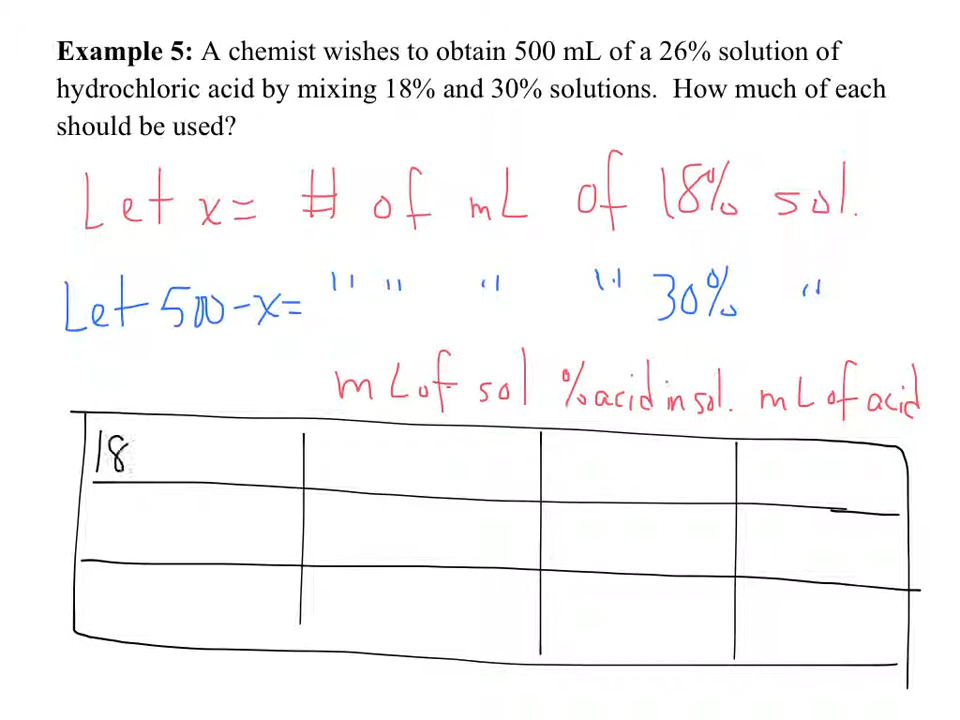 Example 5: A chemist wishes to obtain 500 mL of a 26% solution of
hydrochloric acid by mixing 18% and 30% solutions. How much of each
should be used?
Let x = # of mL of 18% sol.
Let 500-x = " " " " 30% "
mL of sol % acid in sol. mL of acid
18